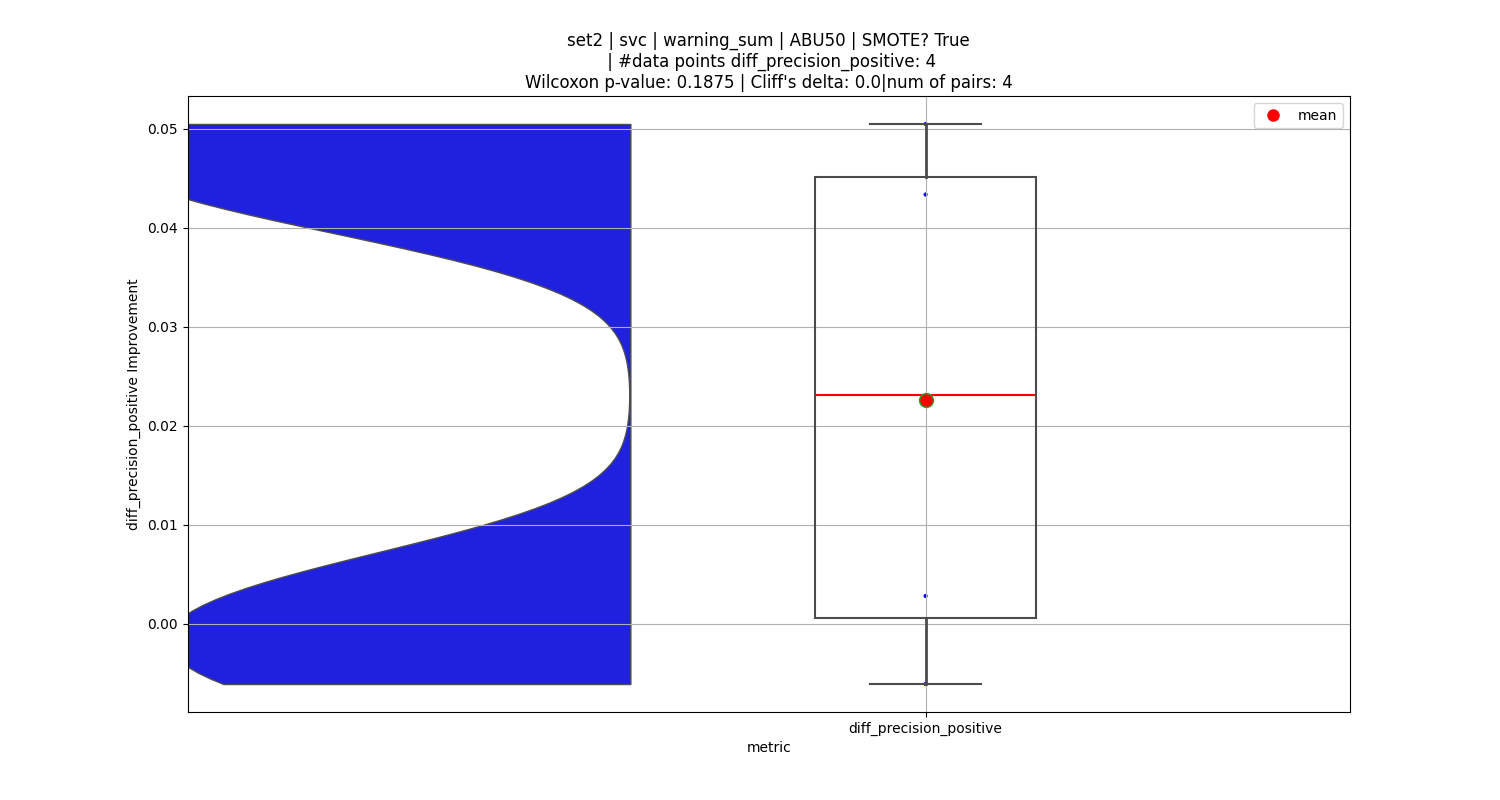 set2 | svc | warning_sum | ABU50 | SMOTE? True
| #data points diff_precision_positive: 4
Wilcoxon p-value: 0.1875 | Cliff's delta: 0.0|num of pairs: 4
mean
0.05
0.04
0.03
0.02
0.01
0.00
diff_precision_positive Improvement
diff_precision_positive
metric